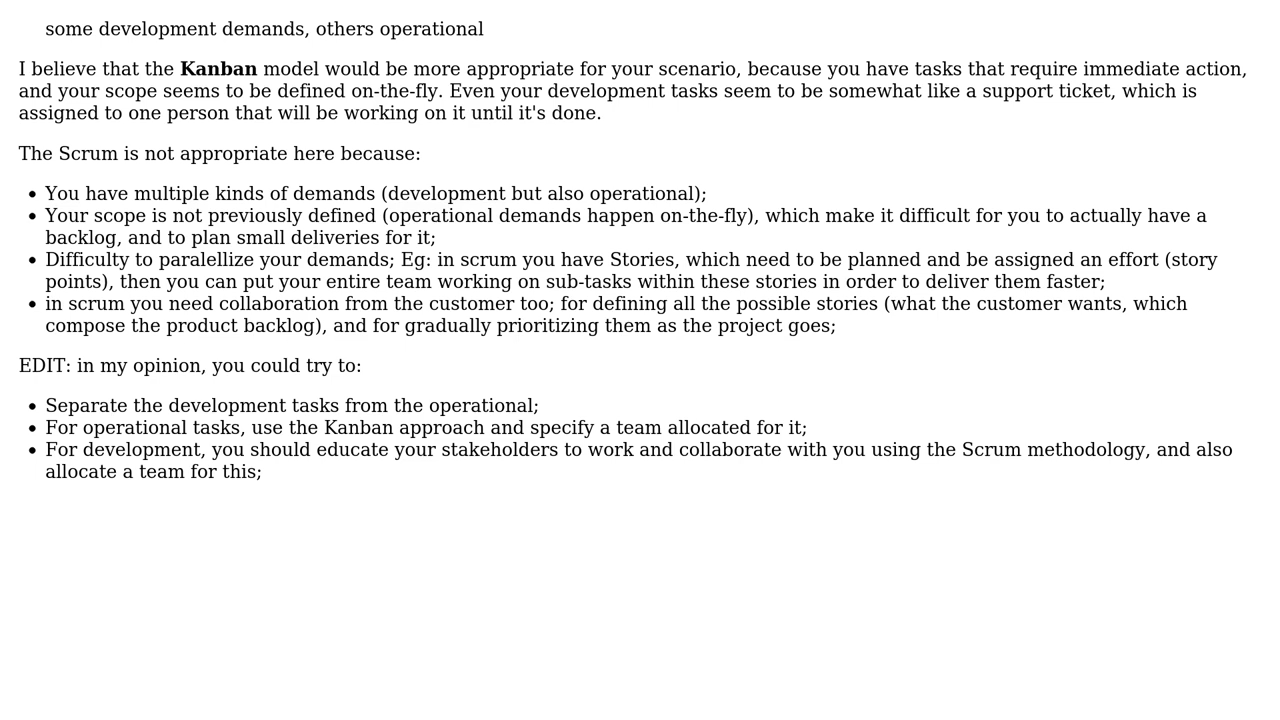 some development demands, others operational
I believe that the Kanban model would be more appropriate for your scenario, because you have tasks that require immediate action,
and your scope seems to be defined on-the-fly. Even your development tasks seem to be somewhat like a support ticket, which is
assigned to one person that will be working on it until it's done.
The Scrum is not appropriate here because:
• You have multiple kinds of demands (development but also operational);
• Your scope is not previously defined (operational demands happen on-the-fly), which make it difficult for you to actually have a
backlog, and to plan small deliveries for it;
• Difficulty to paralellize your demands; Eg: in scrum you have Stories, which need to be planned and be assigned an effort (story
points), then you can put your entire team working on sub-tasks within these stories in order to deliver them faster;
• in scrum you need collaboration from the customer too; for defining all the possible stories (what the customer wants, which
compose the product backlog), and for gradually prioritizing them as the project goes;
EDIT: in my opinion, you could try to:
• Separate the development tasks from the operational;
• For operational tasks, use the Kanban approach and specify a team allocated for it;
• For development, you should educate your stakeholders to work and collaborate with you using the Scrum methodology, and also
allocate a team for this;